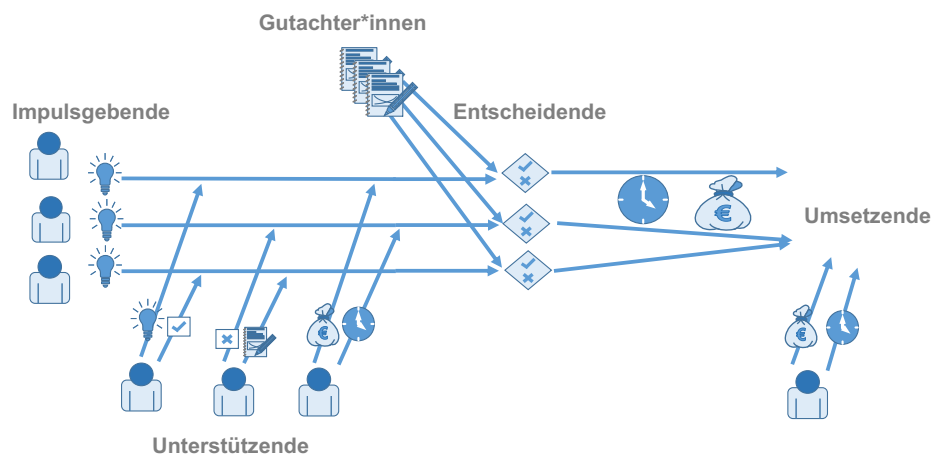 Gutachter*innen
Impulsgebende
Entscheidende
€
Umsetzende
€
€
Unterstützende